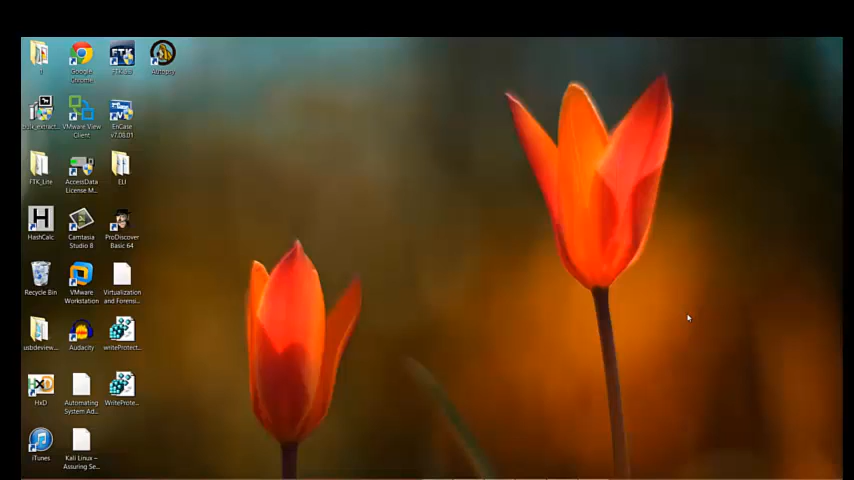 Google
Chrome
Autopsy
VMware View
Client
EnCase
v7.08.01
FTK_Lite
AccessData
License M...
ELI
HashCalc
Camtasia
Studio 8
ProDiscover
Basic 64
Recycle Bin
VMware
Workstation
Virtualization
and Forensi...
usbdeview...
Audacity
writeProtect...
HxD
Automating
System Ad...
WriteProte...
iTunes
Kali Linux –
Assuring Se...